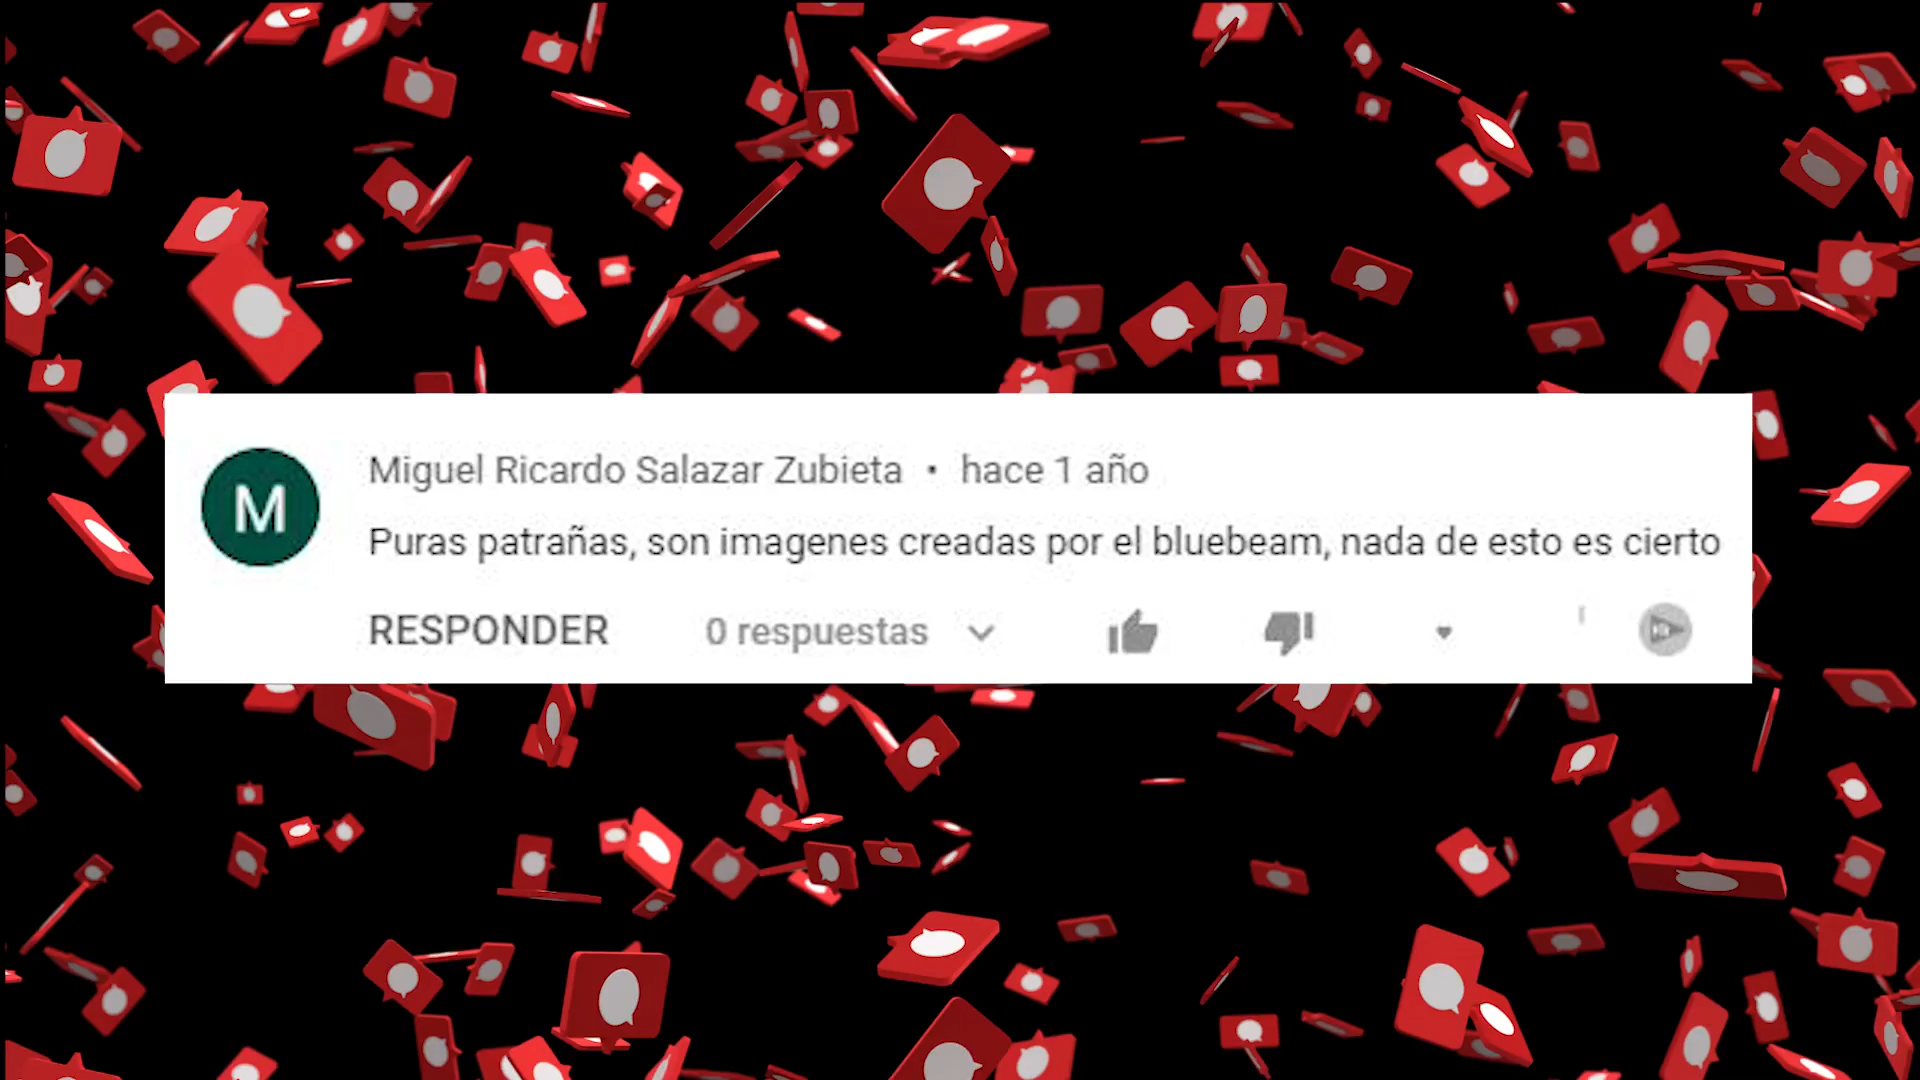 M
Miguel Ricardo Salazar Zubieta • hace 1 año
Puras patrañas, son imagenes creadas por el bluebeam, nada de esto es cierto
RESPONDER 0 respuestas